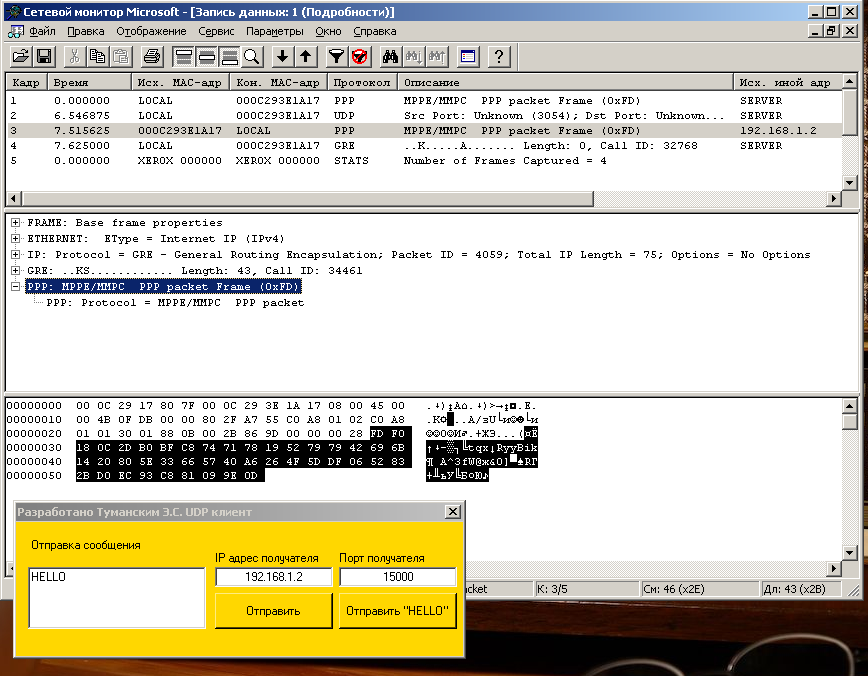 Сетевой монитор Microsoft - [Запись данных: 1 (Подробности)]
Файл Правка Отображение Сервис Параметры Окно Справка
Кадр Время Исх. MAC-адр Кон. MAC-адр Протокол Описание Исх. иной адр
1 0.000000 LOCAL 000C293E1A17 PPP MPPE/MMPC PPP packet Frame (0xFD) SERVER
2 6.546875 LOCAL 000C293E1A17 UDP Src Port: Unknown (3054); Dst Port: Unknown... SERVER
3 7.515625 000C293E1A17 LOCAL PPP MPPE/MMPC PPP packet Frame (0xFD) 192.168.1.2
4 7.625000 LOCAL 000C293E1A17 GRE ..K.....A....... Length: 0, Call ID: 32768 SERVER
5 0.000000 XEROX 000000 XEROX 000000 STATS Number of Frames Captured = 4
FRAME: Base frame properties
ETHERNET: EType = Internet IP (IPv4)
IP: Protocol = GRE - General Routing Encapsulation; Packet ID = 4059; Total IP Length = 75; Options = No Options
GRE: ..KS............ Length: 43, Call ID: 34461
PPP: MPPE/MMPC PPP packet Frame (0xFD)
PPP: Protocol = MPPE/MMPC PPP packet
00000000 00 0C 29 17 80 7F 00 0C 29 3E 1A 17 08 00 45 00
00000010 00 4B 0F DB 00 00 80 2F A7 55 C0 A8 01 02 C0 A8
00000020 01 01 30 01 88 0B 00 2B 86 9D 00 00 00 28 FD F0
00000030 18 0C 2D B0 BF C8 74 71 78 19 52 79 79 42 69 6B
00000040 14 20 80 5E 33 66 57 40 A6 26 4F 5D DF 06 52 83
00000050 2B D0 EC 93 C8 81 09 9E 0D
cket К: 3/5 См: 46 (x2E) Дл: 43 (x2B)
Разработано Туманским З.С. UDP клиент
Отправка сообщения
IP адрес получателя Порт получателя
HELLO 192.168.1.2 15000
Отправить Отправить "HELLO"